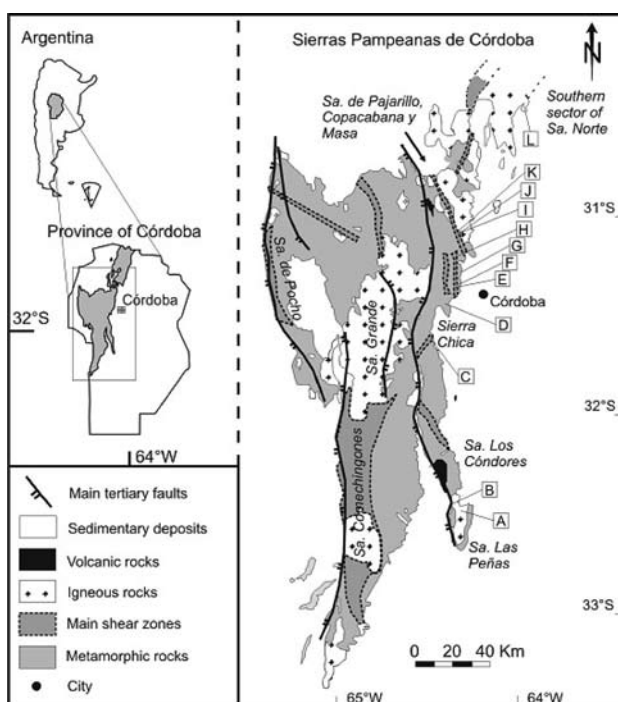 Argentina
Province of Córdoba
Córdoba
32°S
64°W
Main tertiary faults
Sedimentary deposits
Volcanic rocks
Igneous rocks
Main shear zones
Metamorphic rocks
City
Sierras Pampeanas de Córdoba
N
Sa. de Pajarillo,
Copacabana y
Masa
Southern
sector of
Sa. Norte
L
K
J
I
31°S
H
G
F
E
Córdoba
D
Sa. de Pocho
Sa. Grande
Sierra
Chica
C
32°S
Sa. Comechingones
Sa. Los
Cóndores
B
A
Sa. Las
Peñas
33°S
0 20 40 Km
65°W
64°W